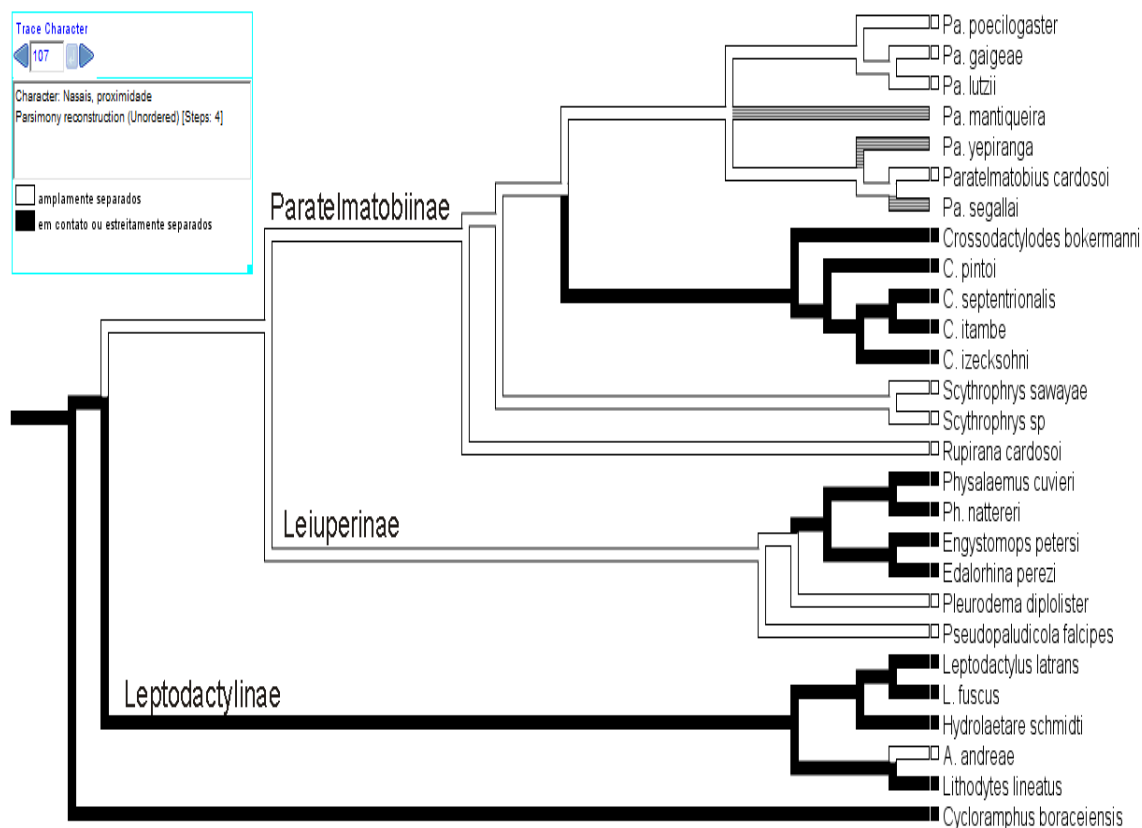 Trace Character
107
Character: Nasais, proximidade
Parsimony reconstruction (Unordered) [Steps: 4]
amplamente separados
em contato ou estreitamente separados
Paratelmatobiinae
Leiuperinae
Leptodactylinae
Pa. poecilogaster
Pa. gaigeae
Pa. lutzii
Pa. mantiqueira
Pa. yepiranga
Paratelmatobius cardosoi
Pa. segallai
Crossodactylodes bokermanni
C. pintoi
C. septentrionalis
C. itambe
C. izecksohni
Scythrophrys sawayae
Scythrophrys sp
Rupirana cardosoi
Physalaemus cuvieri
Ph. nattereri
Engystomops petersi
Edalorhina perezi
Pleurodema diplolister
Pseudopaludicola falcipes
Leptodactylus latrans
L. fuscus
Hydrolaetare schmidti
A. andreae
Lithodytes lineatus
Cycloramphus boraceiensis